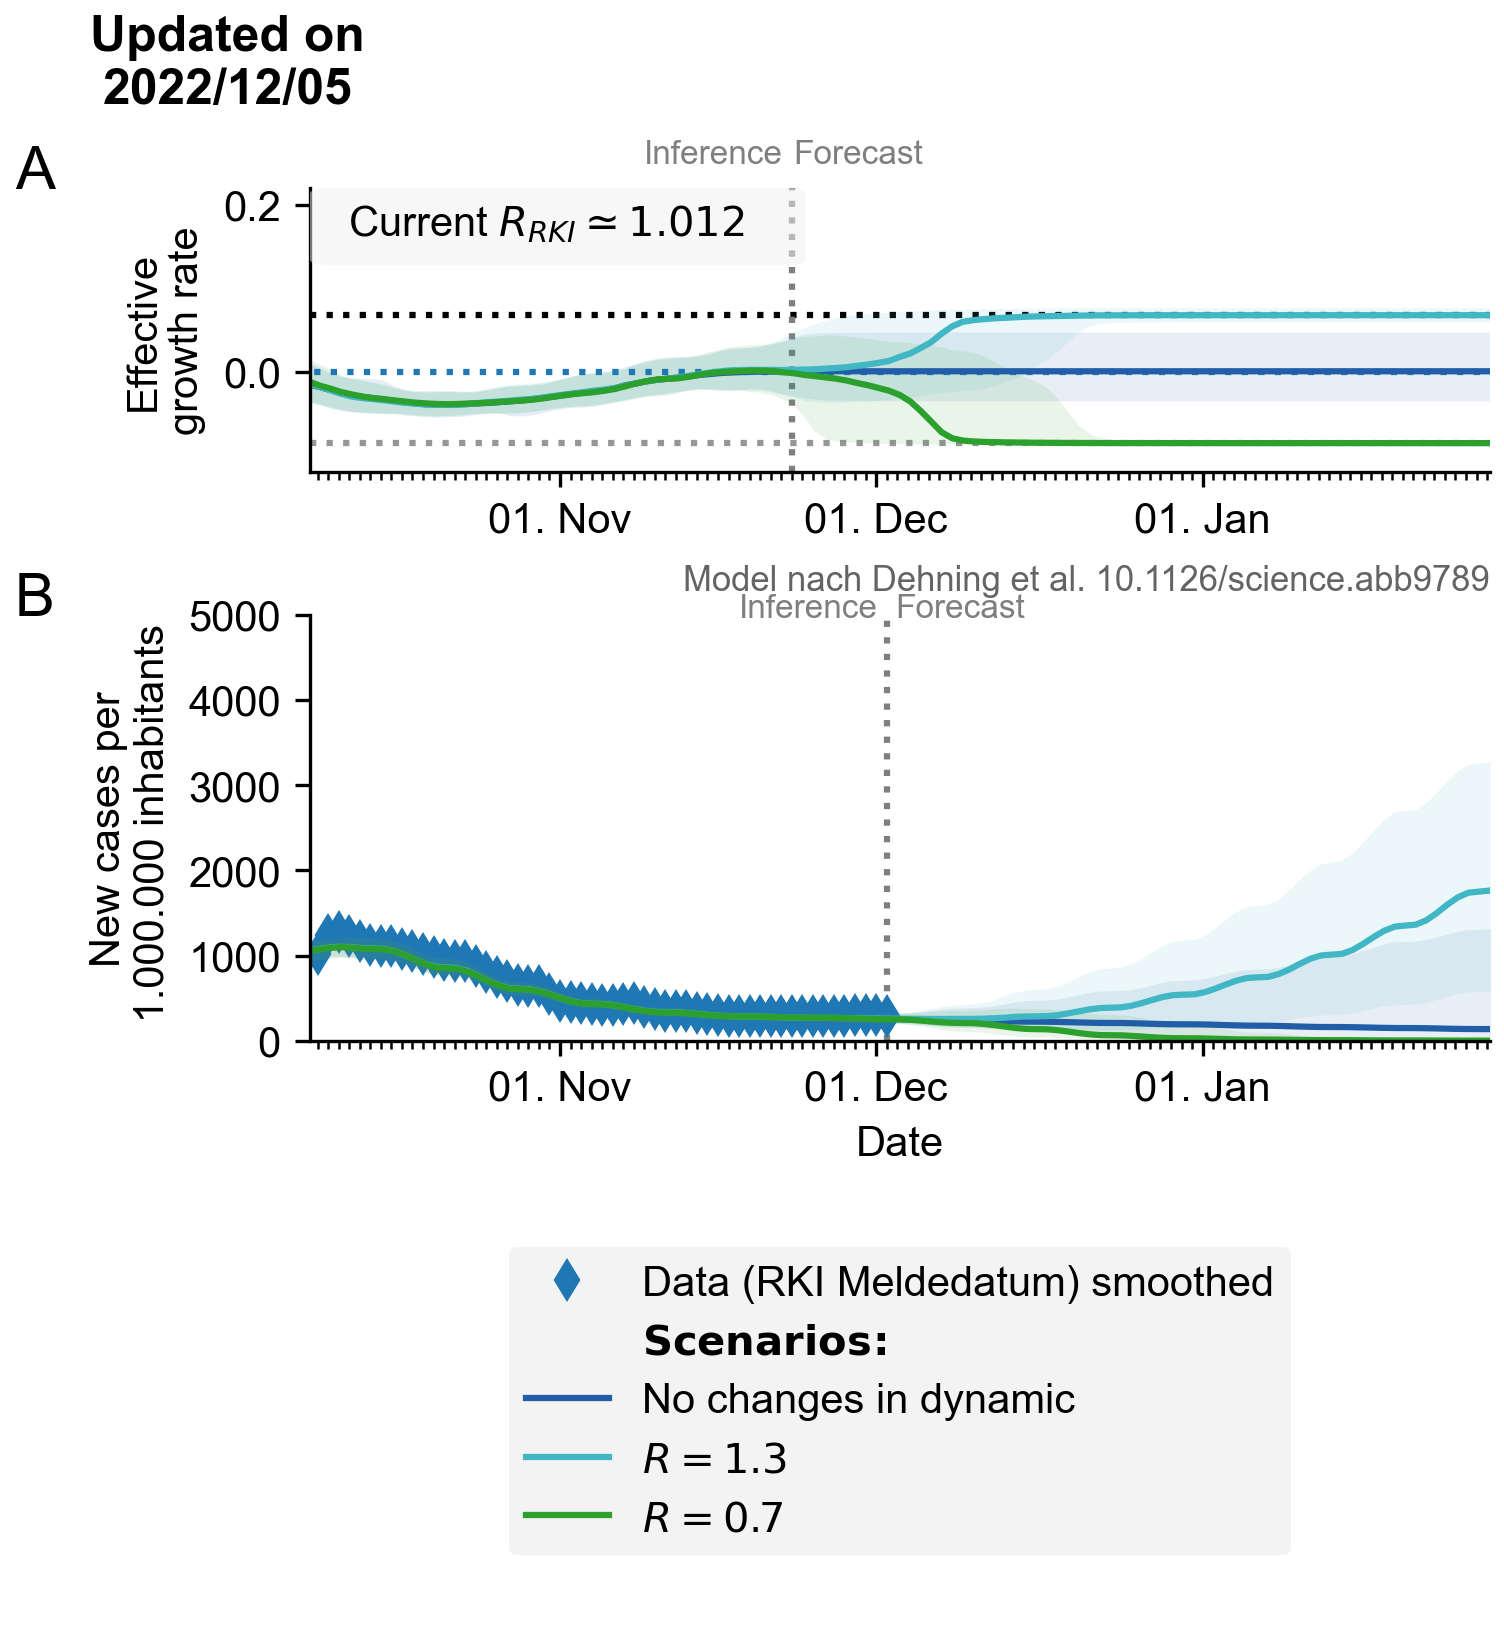 Updated on
2022/12/05
A
Inference Forecast
Current R_RKI ≃ 1.012
0.2
0.0
Effective
growth rate
01. Nov
01. Dec
01. Jan
B
Model nach Dehning et al. 10.1126/science.abb9789
Inference Forecast
5000
4000
3000
2000
1000
0
New cases per
1.000.000 inhabitants
01. Nov
01. Dec
01. Jan
Date
Data (RKI Meldedatum) smoothed
Scenarios:
No changes in dynamic
R = 1.3
R = 0.7